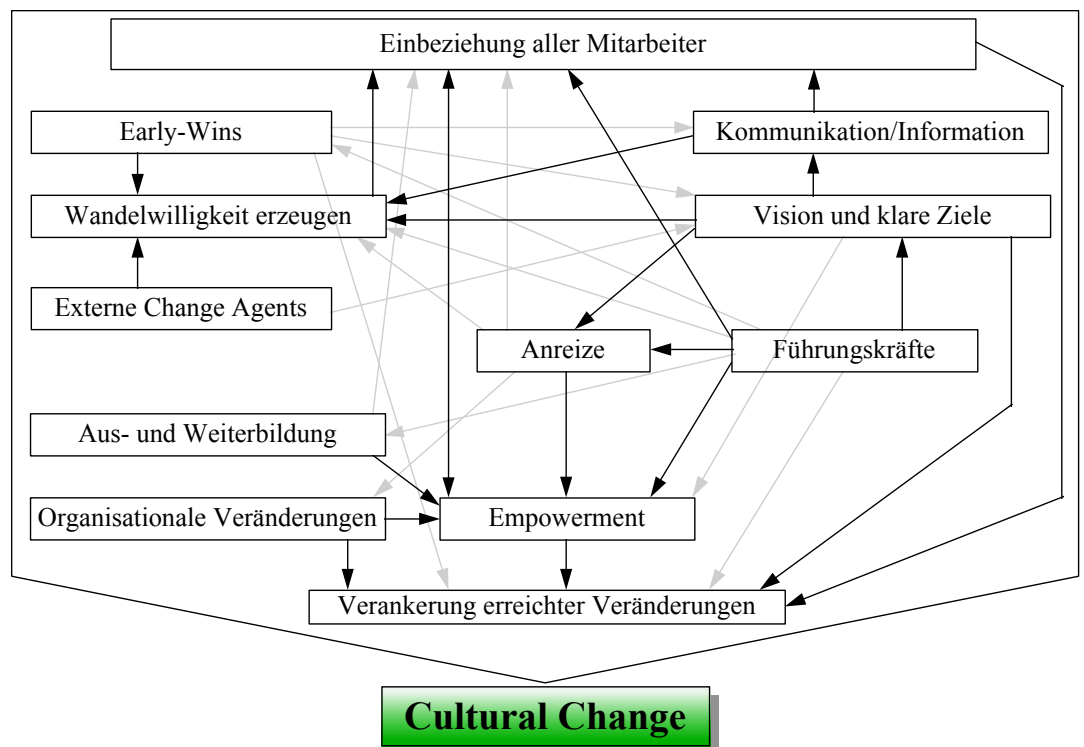 Einbeziehung aller Mitarbeiter
Early-Wins
Kommunikation/Information
Wandelwilligkeit erzeugen
Vision und klare Ziele
Externe Change Agents
Anreize
Führungskräfte
Aus- und Weiterbildung
Organisationale Veränderungen
Empowerment
Verankerung erreichter Veränderungen
Cultural Change